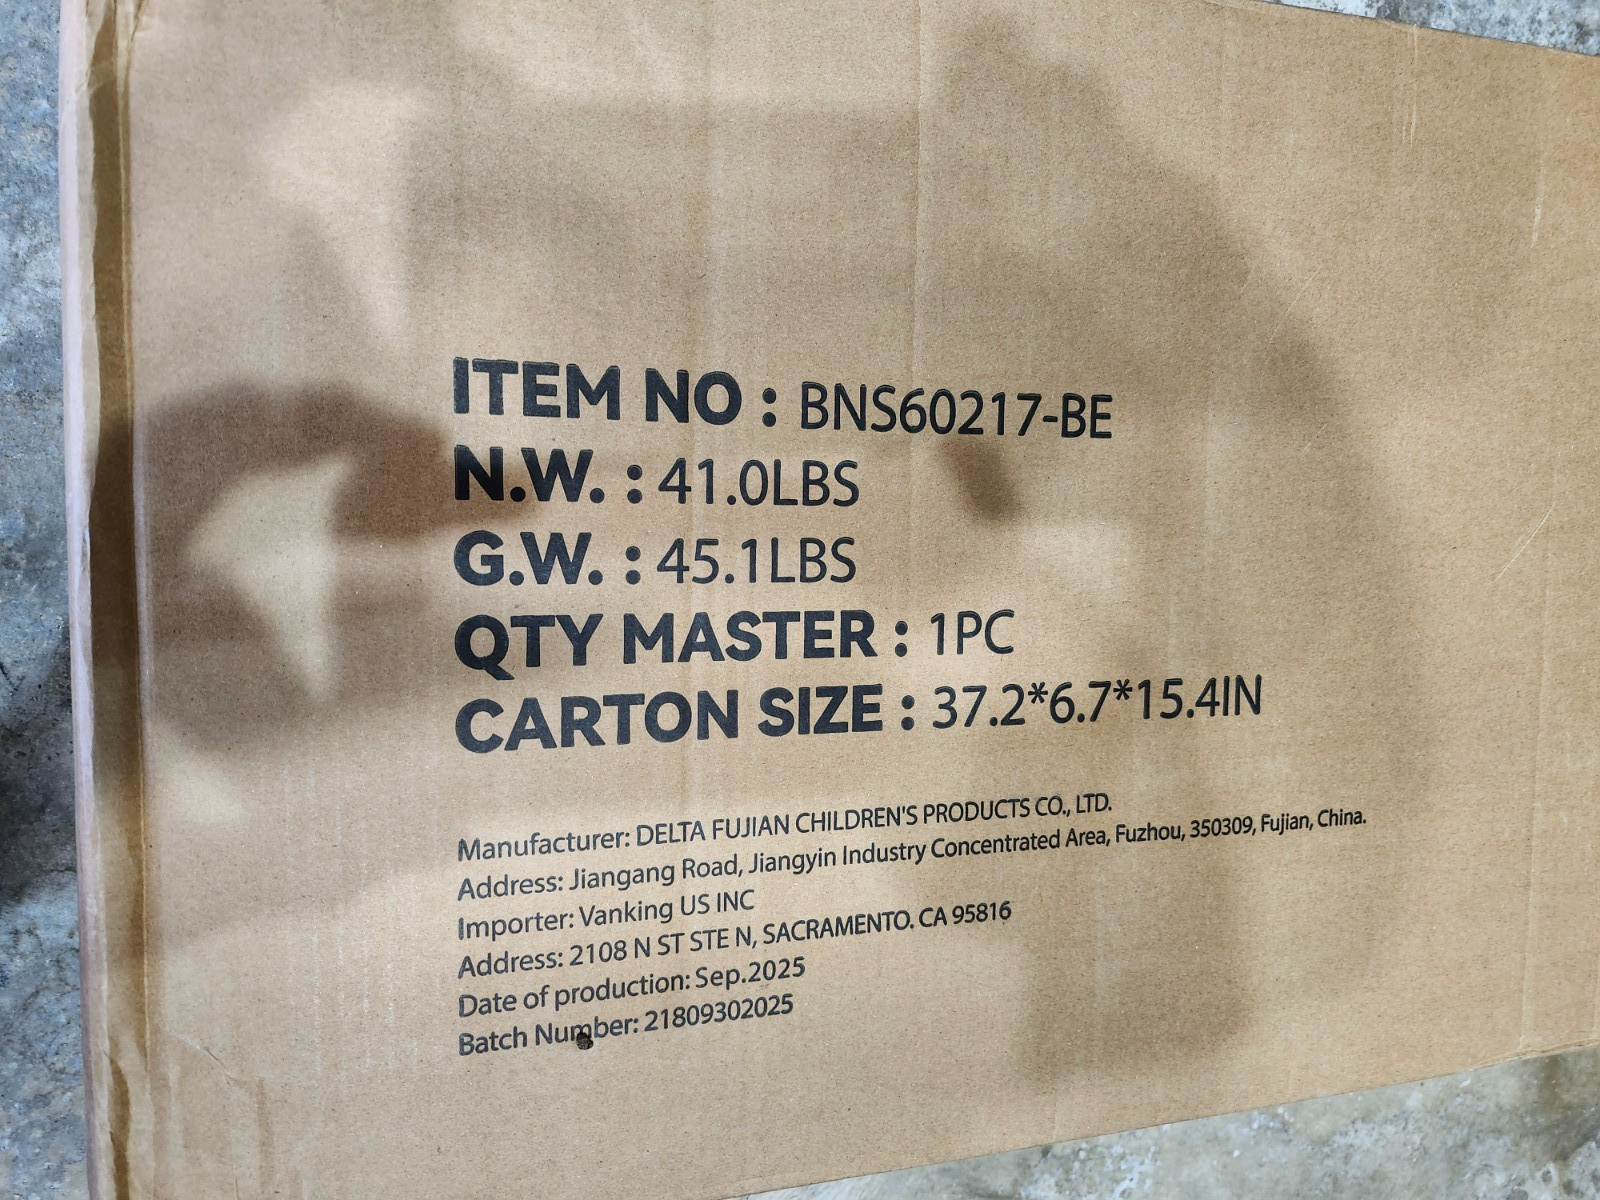 ITEM NO : BNS60217-BE
N.W. : 41.0LBS
G.W. : 45.1LBS
QTY MASTER : 1PC
CARTON SIZE : 37.2*6.7*15.4IN
Manufacturer: DELTA FUJIAN CHILDREN'S PRODUCTS CO., LTD.
Address: Jiangang Road, Jiangyin Industry Concentrated Area, Fuzhou, 350309, Fujian, China.
Importer: Vanking US INC
Address: 2108 N ST STE N, SACRAMENTO. CA 95816
Date of production: Sep.2025
Batch Number: 21809302025